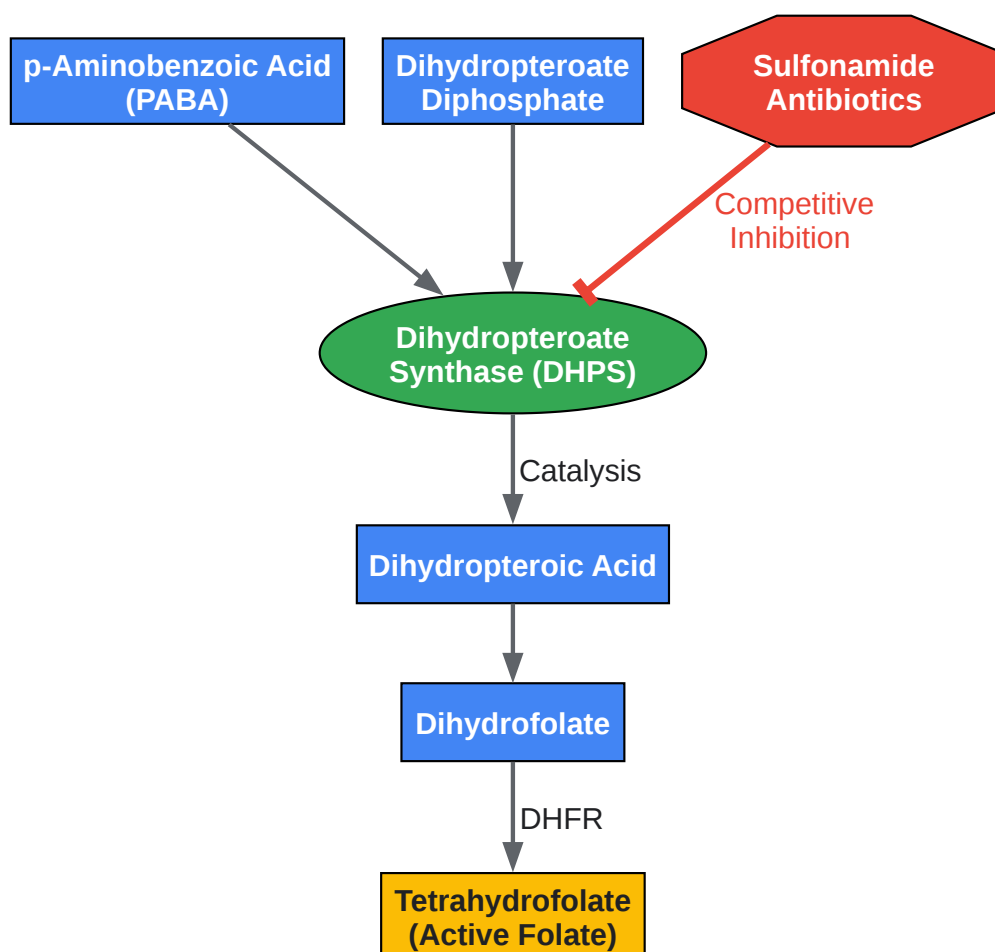 p-Aminobenzoic Acid
(PABA)
Dihydropteroate
Diphosphate
Sulfonamide
Antibiotics
Competitive
Inhibition
Dihydropteroate
Synthase (DHPS)
Catalysis
Dihydropteroic Acid
Dihydrofolate
DHFR
Tetrahydrofolate
(Active Folate)